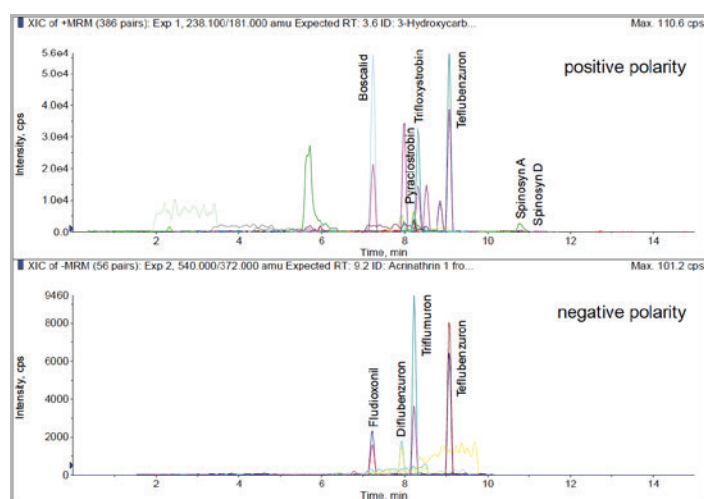 XIC of +MRM (386 pairs): Exp 1, 238.100/181.000 amu Expected RT: 3.6 ID: 3-Hydroxycarb...
Max. 110.6 cps
positive polarity
Intensity, cps
5.6e4
5.0e4
4.0e4
3.0e4
2.0e4
1.0e4
0.0
Boscalid
Pyraclostrobin
Trifloxystrobin
Teflubenzuron
Spinosyn A
Spinosyn D
2 4 6 8 10 12 14
Time, min
XIC of -MRM (56 pairs): Exp 2, 540.000/372.000 amu Expected RT: 9.2 ID: Acrinathrin 1 fro...
Max. 101.2 cps
negative polarity
Intensity, cps
9460
8000
6000
4000
2000
0
Fludioxonil
Diflubenzuron
Triflumuron
Teflubenzuron
2 4 6 8 10 12 14
Time, min